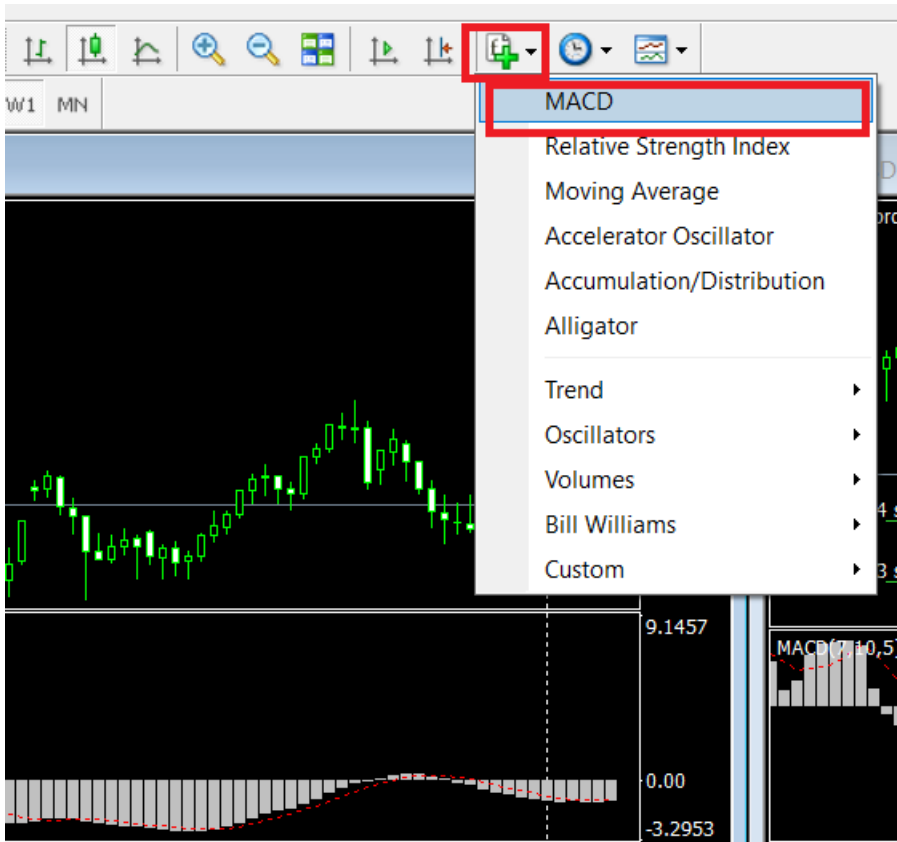 W1 MN
MACD
Relative Strength Index
Moving Average
Accelerator Oscillator
Accumulation/Distribution
Alligator
Trend
Oscillators
Volumes
Bill Williams
Custom
9.1457
0.00
-3.2953
MACD(7,10,5)